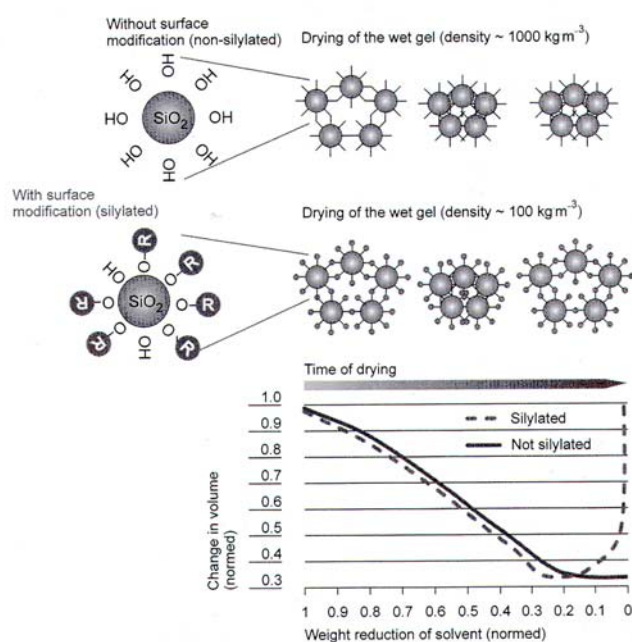 Without surface
modification (non-silylated)
Drying of the wet gel (density ~ 1000 kg m⁻³)
HO
HO
OH
HO
SiO₂
OH
HO
OH
HO
With surface
modification (silylated)
Drying of the wet gel (density ~ 100 kg m⁻³)
R
R
O
R
HO
O
R
O
SiO₂
O
R
O
O
R
HO
R
Time of drying
1.0
0.9
0.8
0.7
0.6
0.5
0.4
0.3
Silylated
Not silylated
Change in volume
(normed)
1 0.9 0.8 0.7 0.6 0.5 0.4 0.3 0.2 0.1 0
Weight reduction of solvent (normed)